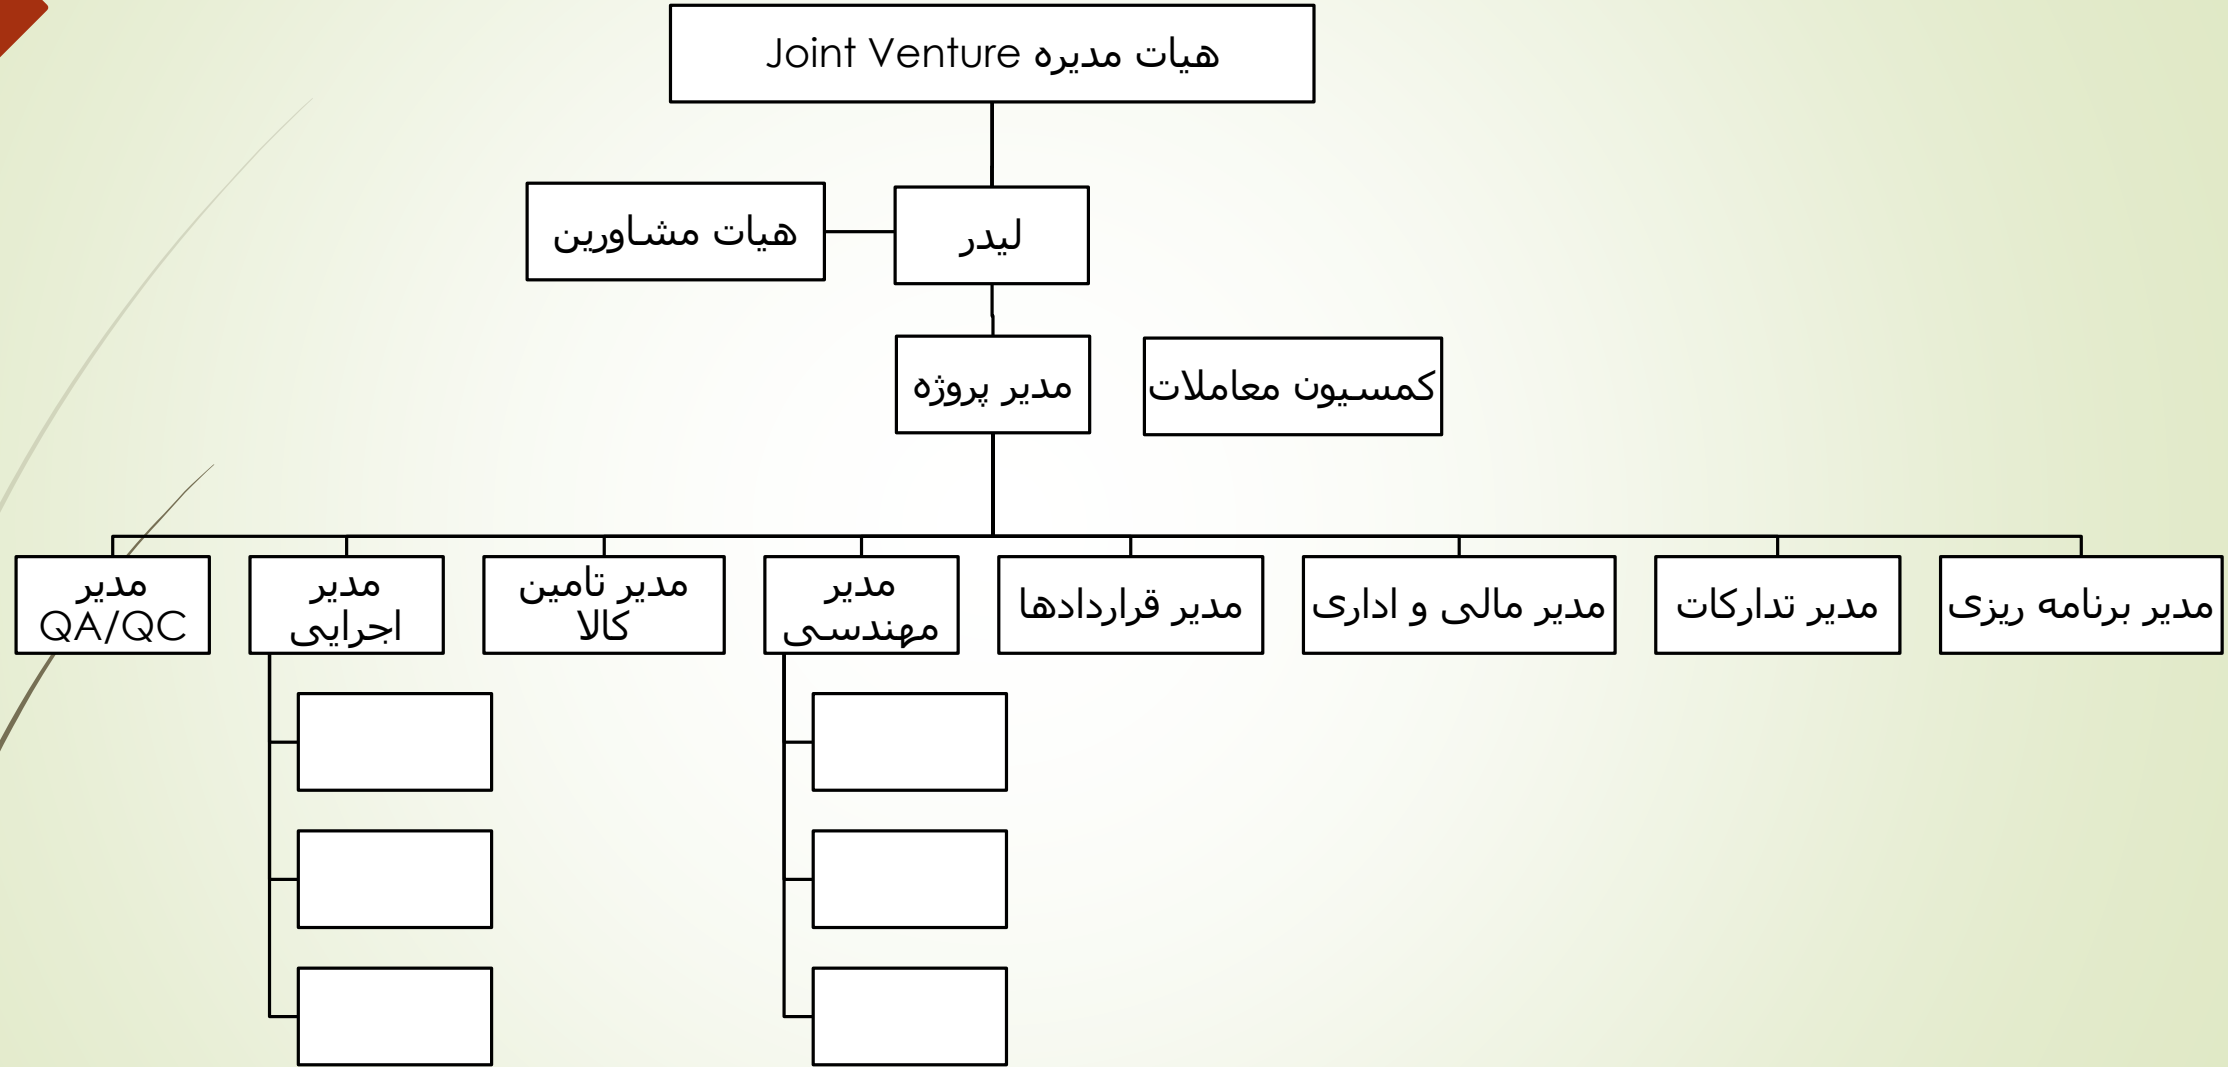 هیات مدیره Joint Venture
هیات مشاورین
لیدر
مدیر پروژه
کمسیون معاملات
مدیر برنامه ریزی
مدیر تدارکات
مدیر مالی و اداری
مدیر قراردادها
مدیر
مهندسی
مدیر تامین
کالا
مدیر
اجرایی
مدیر
QA/QC